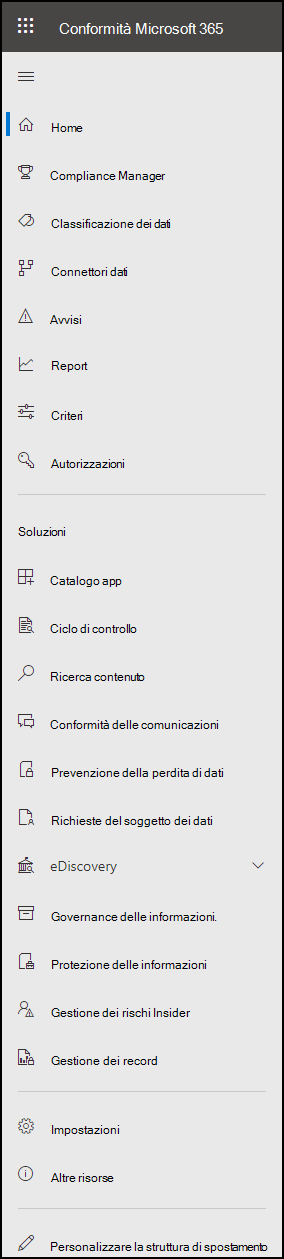 Conformità Microsoft 365
Home
Compliance Manager
Classificazione dei dati
Connettori dati
Avvisi
Report
Criteri
Autorizzazioni
Soluzioni
Catalogo app
Ciclo di controllo
Ricerca contenuto
Conformità delle comunicazioni
Prevenzione della perdita di dati
Richieste del soggetto dei dati
eDiscovery
Governance delle informazioni.
Protezione delle informazioni
Gestione dei rischi Insider
Gestione dei record
Impostazioni
Altre risorse
Personalizzare la struttura di spostamento